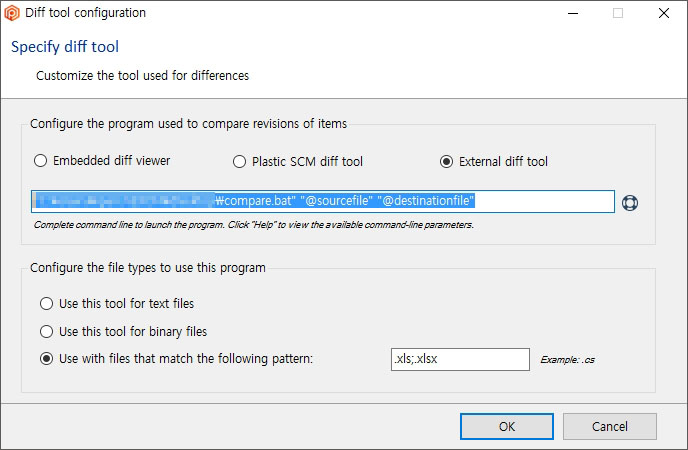 Diff tool configuration
Specify diff tool
Customize the tool used for differences
Configure the program used to compare revisions of items
Embedded diff viewer
Plastic SCM diff tool
External diff tool
₩compare.bat" "@sourcefile" "@destinationfile"
Complete command line to launch the program. Click "Help" to view the available command-line parameters.
Configure the file types to use this program
Use this tool for text files
Use this tool for binary files
Use with files that match the following pattern:
.xls;.xlsx
Example: .cs
OK
Cancel